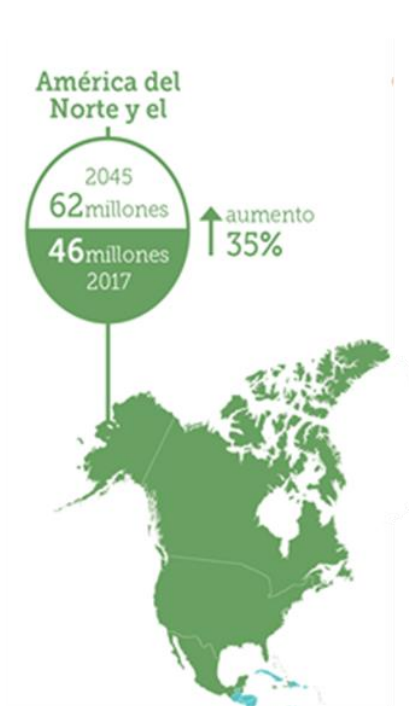 América del
Norte y el
2045
62millones
46millones
2017
aumento
35%